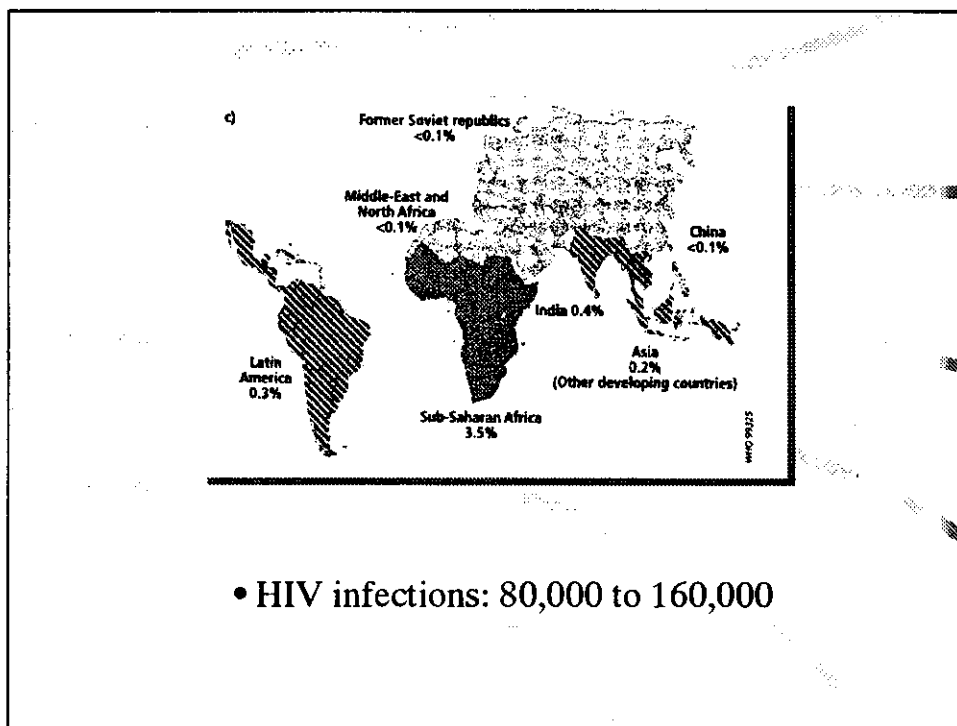 c)
Former Soviet republics
<0.1%
Middle-East and
North Africa
<0.1%
China
<0.1%
India 0.4%
Latin
America
0.3%
Asia
0.2%
(Other developing countries)
Sub-Saharan Africa
3.5%
WHO 99325
• HIV infections: 80,000 to 160,000